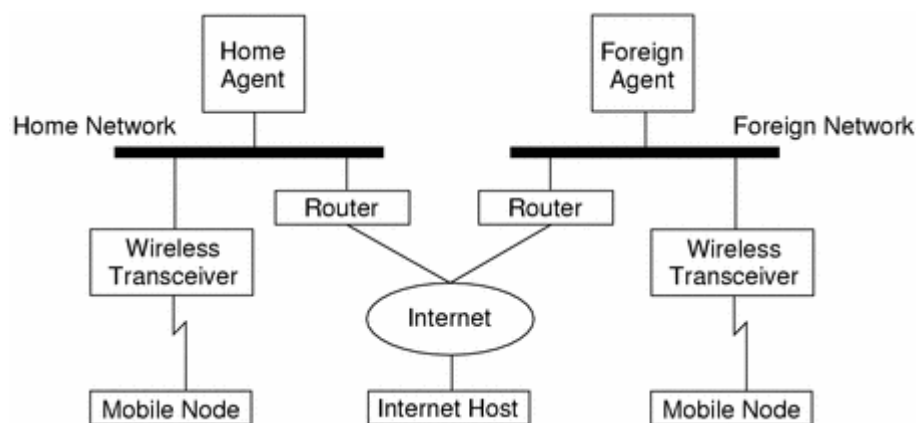 Home
Agent
Foreign
Agent
Home Network
Foreign Network
Router
Router
Wireless
Transceiver
Wireless
Transceiver
Internet
Mobile Node
Internet Host
Mobile Node